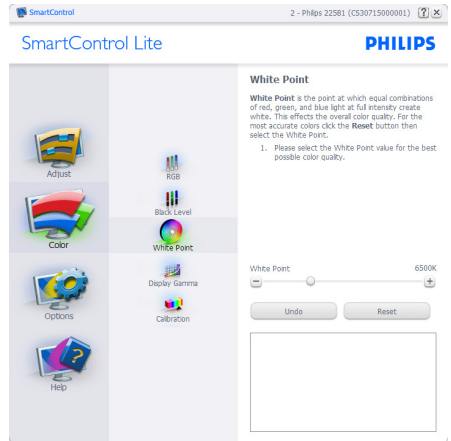 SmartControl
2 - Philips 225B1 (CS30715000001)
? ×
SmartControl Lite
PHILIPS
White Point
White Point is the point at which equal combinations
of red, green, and blue light at full intensity create
white. This effects the overall color quality. For the
most accurate colors click the Reset button then
select the White Point.
1. Please select the White Point value for the best
possible color quality.
Adjust
Color
Options
Help
RGB
Black Level
White Point
Display Gamma
Calibration
White Point 6500K
Undo Reset